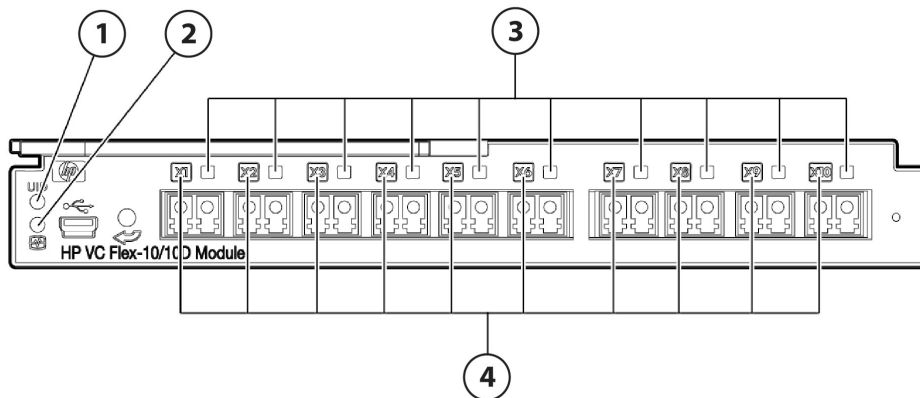 1 2 3
hp
UID
X1 X2 X3 X4 X5 X6 X7 X8 X9 X10
HP VC Flex-10/10D Module
4